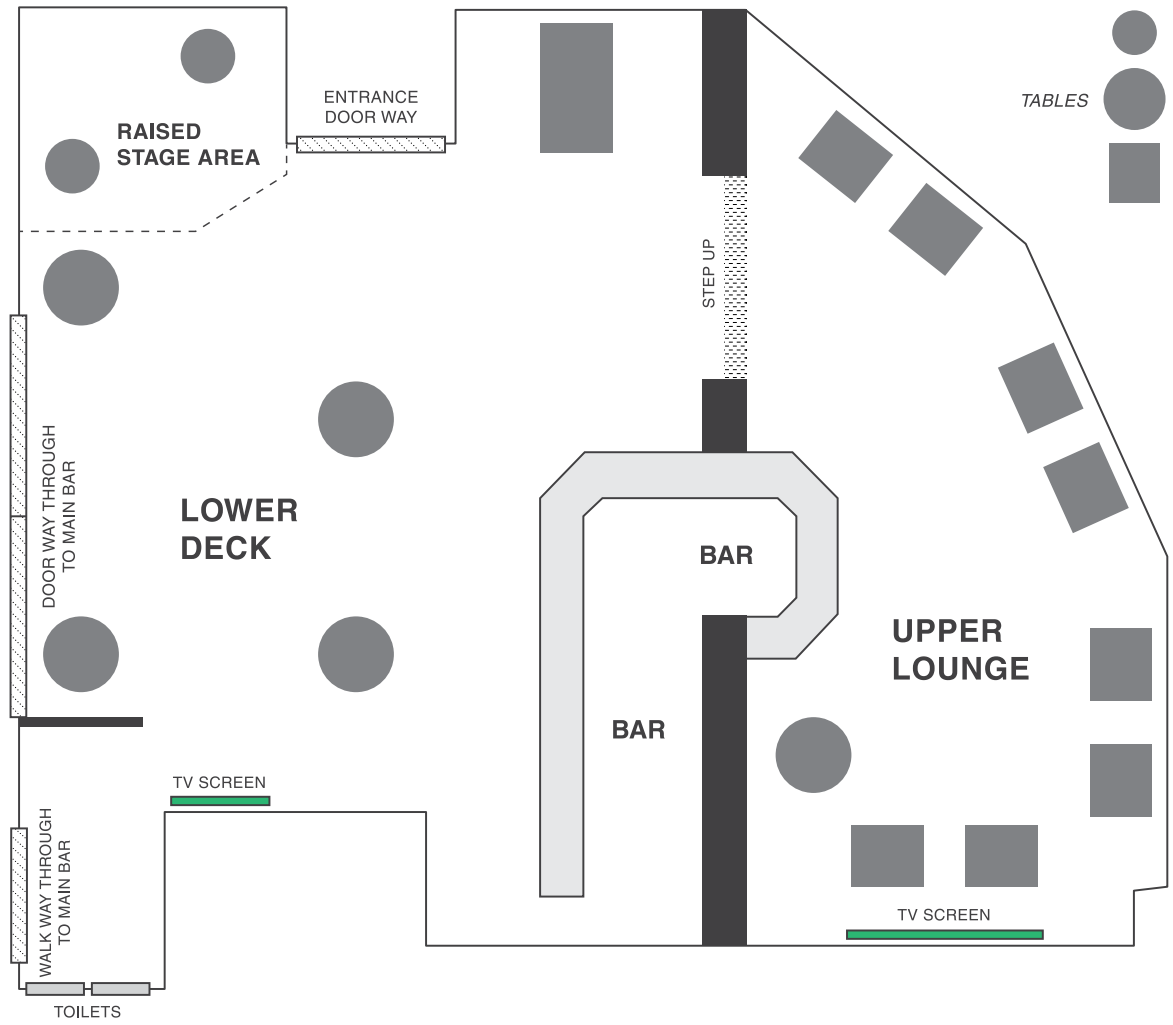 ENTRANCE
DOOR WAY
RAISED
STAGE AREA
TABLES
STEP UP
DOOR WAY THROUGH
TO MAIN BAR
LOWER
DECK
BAR
UPPER
LOUNGE
BAR
TV SCREEN
WALK WAY THROUGH
TO MAIN BAR
TV SCREEN
TOILETS